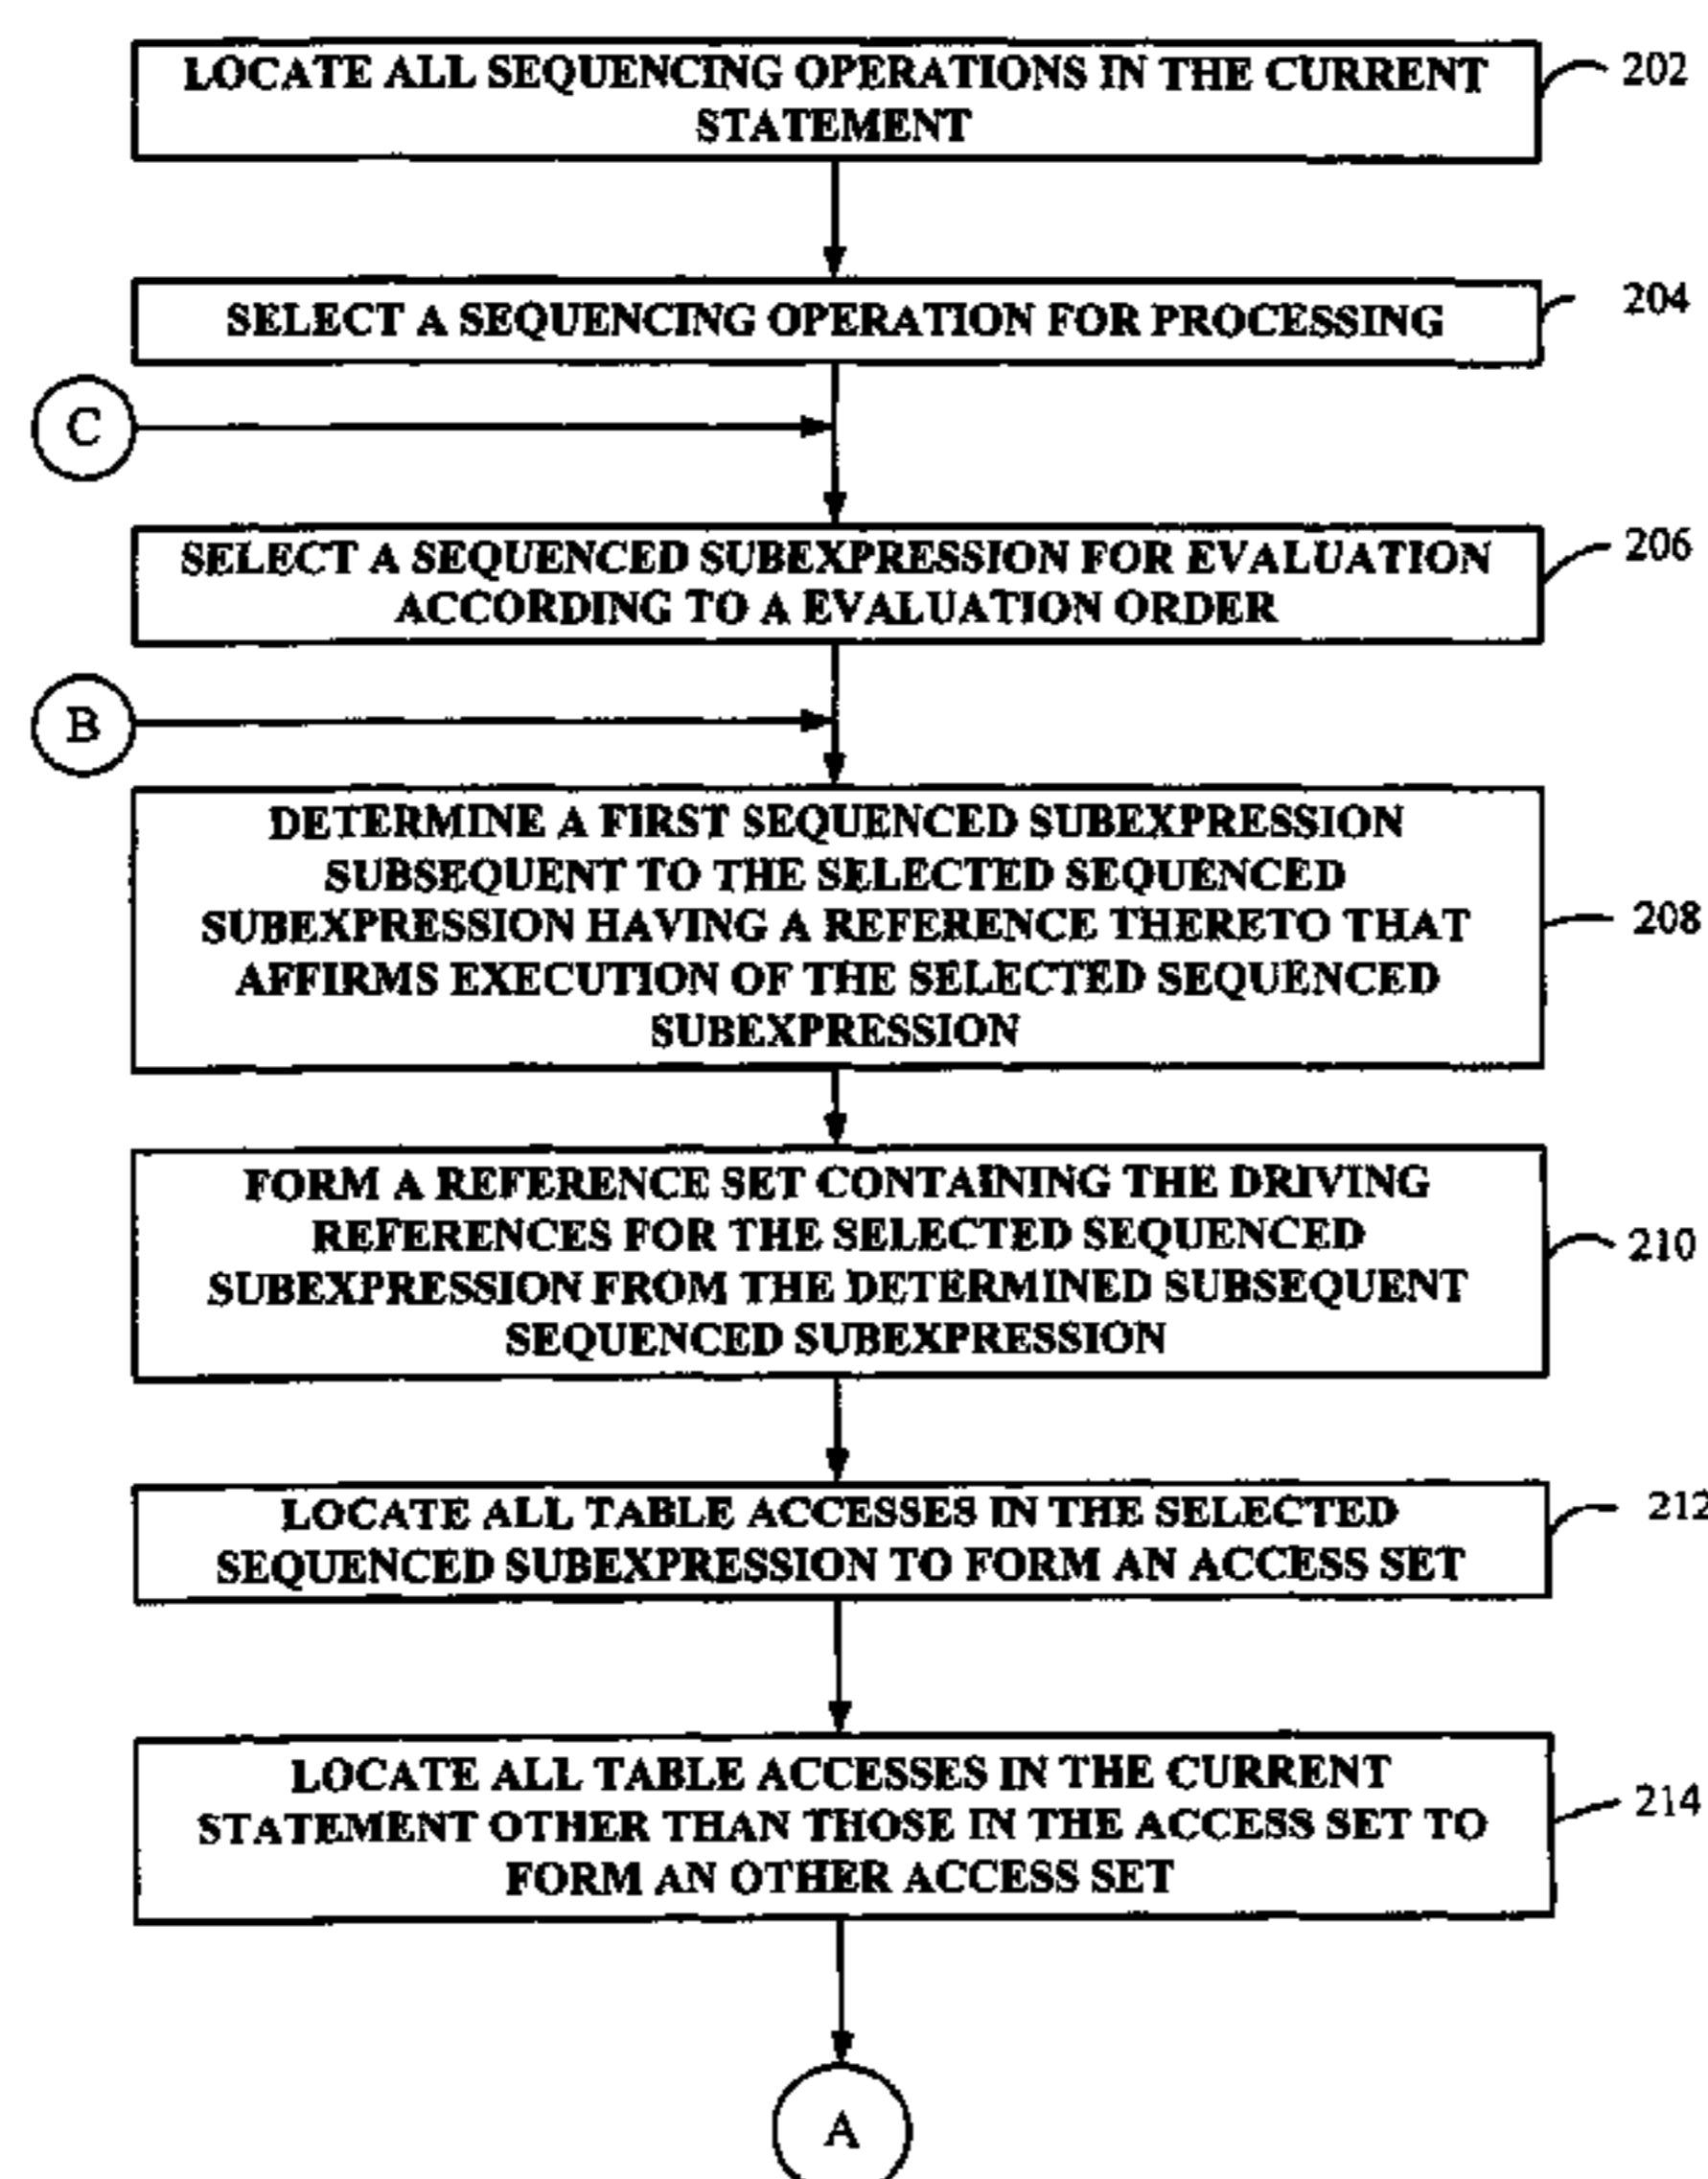 LOCATE ALL SEQUENCING OPERATIONS IN THE CURRENT
STATEMENT
202
SELECT A SEQUENCING OPERATION FOR PROCESSING
204
C
SELECT A SEQUENCED SUBEXPRESSION FOR EVALUATION
ACCORDING TO A EVALUATION ORDER
206
B
DETERMINE A FIRST SEQUENCED SUBEXPRESSION
SUBSEQUENT TO THE SELECTED SEQUENCED
SUBEXPRESSION HAVING A REFERENCE THERETO THAT
AFFIRMS EXECUTION OF THE SELECTED SEQUENCED
SUBEXPRESSION
208
FORM A REFERENCE SET CONTAINING THE DRIVING
REFERENCES FOR THE SELECTED SEQUENCED
SUBEXPRESSION FROM THE DETERMINED SUBSEQUENT
SEQUENCED SUBEXPRESSION
210
LOCATE ALL TABLE ACCESSES IN THE SELECTED
SEQUENCED SUBEXPRESSION TO FORM AN ACCESS SET
212
LOCATE ALL TABLE ACCESSES IN THE CURRENT
STATEMENT OTHER THAN THOSE IN THE ACCESS SET TO
FORM AN OTHER ACCESS SET
214
A